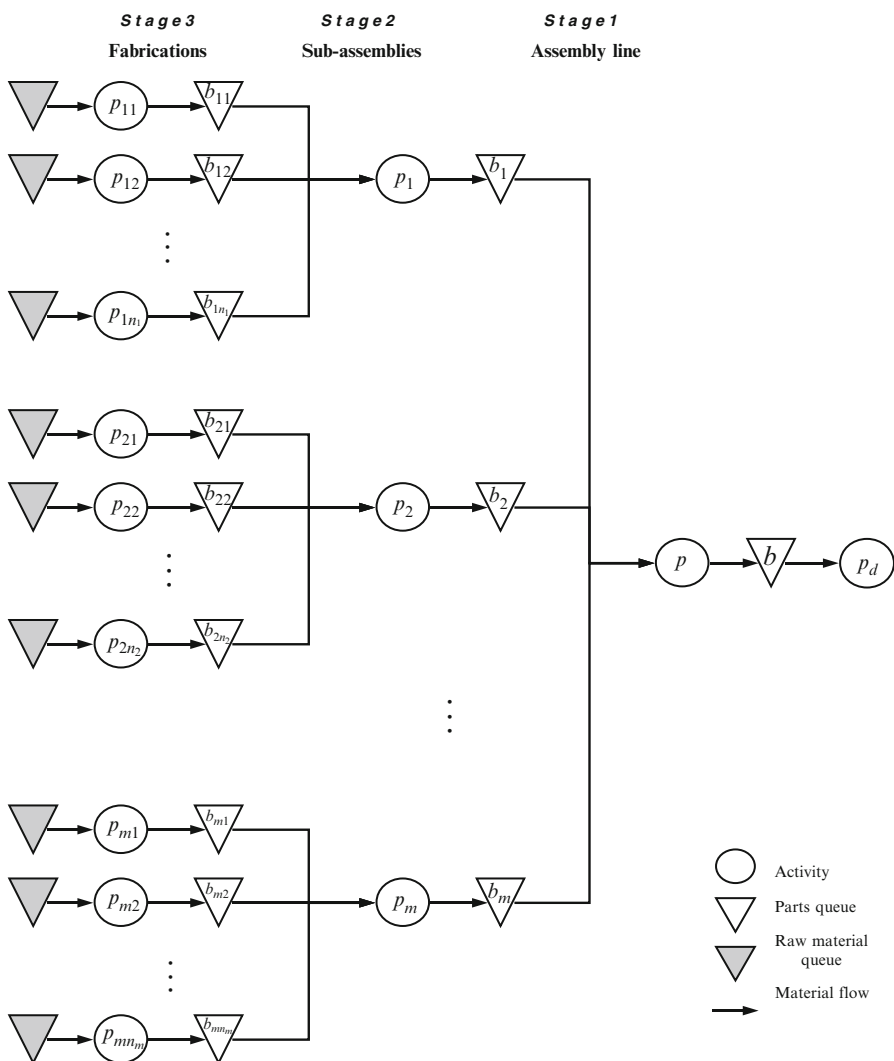 Stage3 Stage2 Stage1
Fabrications Sub-assemblies Assembly line
p11 b11
p12 b12 p1 b1
p1n1 b1n1
p21 b21
p22 b22 p2 b2
p b pd
p2n2 b2n2
pm1 bm1
pm2 bm2 pm bm
pmnm bmnm
Activity
Parts queue
Raw material
queue
Material flow